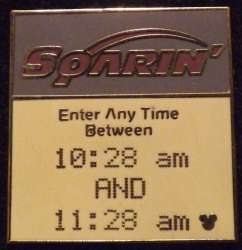 SOARIN'
Enter Any Time
Between
10:28 am
AND
11:28 am